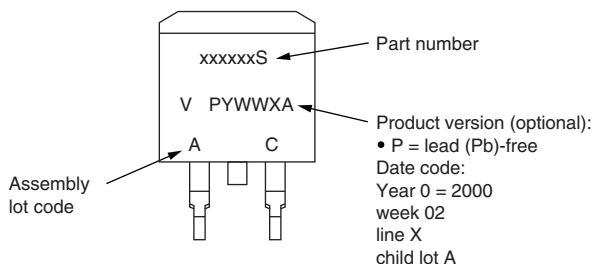 xxxxxxS
Part number
V PYWWXA
A C
Assembly
lot code
Product version (optional):
• P = lead (Pb)-free
Date code:
Year 0 = 2000
week 02
line X
child lot A